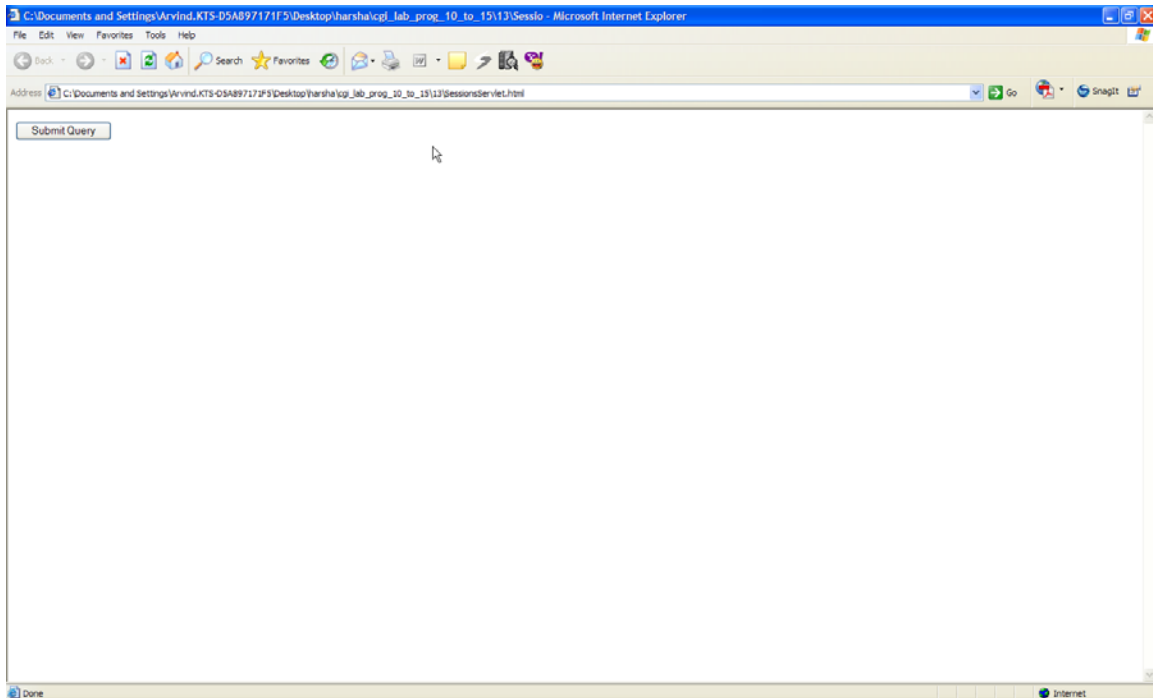 C:\Documents and Settings\Arvind.KTS-D5A897171F5\Desktop\harsha\cgi_lab_prog_10_to_15\13\Sessio - Microsoft Internet Explorer
File Edit View Favorites Tools Help
Back Search Favorites
Address C:\Documents and Settings\Arvind.KTS-D5A897171F5\Desktop\harsha\cgi_lab_prog_10_to_15\13\SessionsServlet.html Go SnagIt
Submit Query
Done Internet